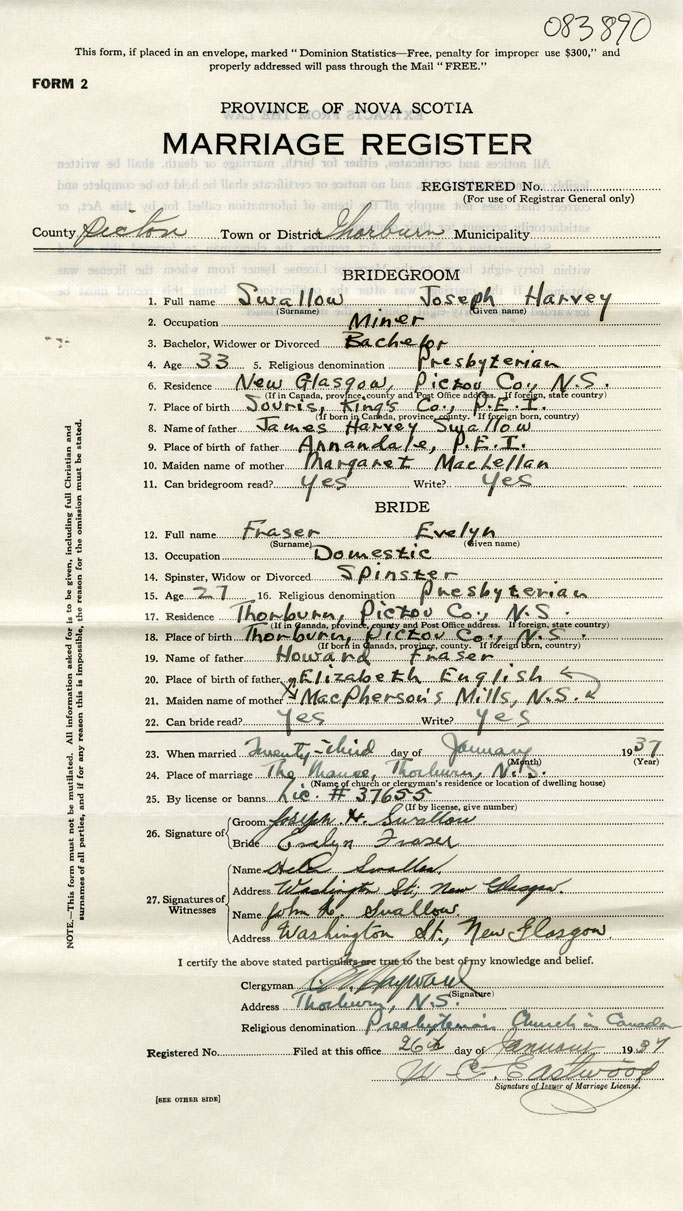 083890
This form, if placed in an envelope, marked "Dominion Statistics—Free, penalty for improper use $300," and
properly addressed will pass through the Mail "FREE."
FORM 2
PROVINCE OF NOVA SCOTIA
MARRIAGE REGISTER
REGISTERED No.
(For use of Registrar General only)
County Pictou Town or District Thorburn Municipality
BRIDEGROOM
1. Full name Swallow Joseph Harvey
(Surname) (Given name)
2. Occupation Miner
3. Bachelor, Widower or Divorced Bachelor
4. Age 33 5. Religious denomination Presbyterian
6. Residence New Glasgow, Pictou Co., N.S.
(If in Canada, province, county and Post Office address. If foreign, state country)
7. Place of birth Souris, King's Co., P.E.I.
(If born in Canada, province, county. If foreign born, country)
8. Name of father James Harvey Swallow
9. Place of birth of father Annandale, P.E.I.
10. Maiden name of mother Margaret MacLellan
11. Can bridegroom read? Yes Write? Yes
BRIDE
12. Full name Fraser Evelyn
(Surname) (Given name)
13. Occupation Domestic
14. Spinster, Widow or Divorced Spinster
15. Age 27 16. Religious denomination Presbyterian
17. Residence Thorburn, Pictou Co., N.S.
(If in Canada, province, county and Post Office address. If foreign, state country)
18. Place of birth Thorburn, Pictou Co., N.S.
(If born in Canada, province, county. If foreign born, country)
19. Name of father Howard Fraser
20. Place of birth of father Elizabeth English
21. Maiden name of mother MacPherson's Mills, N.S.
22. Can bride read? Yes Write? Yes
23. When married Twenty-third day of January 1937
(Month) (Year)
24. Place of marriage The Manse, Thorburn, N.S.
(Name of church or clergyman's residence or location of dwelling house)
25. By license or banns Lic. # 37655
(If by license, give number)
26. Signature of
Groom Joseph H. Swallow
Bride Evelyn Fraser
27. Signatures of Witnesses
Name Swallow
Address Washington St., New Glasgow.
Name John Swallow
Address Washington St., New Glasgow
I certify the above stated particulars are true to the best of my knowledge and belief.
Clergyman Hayward
(Signature)
Address Thorburn, N.S.
Religious denomination Presbyterian Church in Canada
Registered No. Filed at this office 26th day of January 1937
W. C. Eastwood
Signature of Issuer of Marriage License.
[SEE OTHER SIDE]
NOTE.—This form must not be mutilated. All information asked for is to be given, including full Christian and
surnames of all parties, and if for any reason this is impossible, the reason for the omission must be stated.